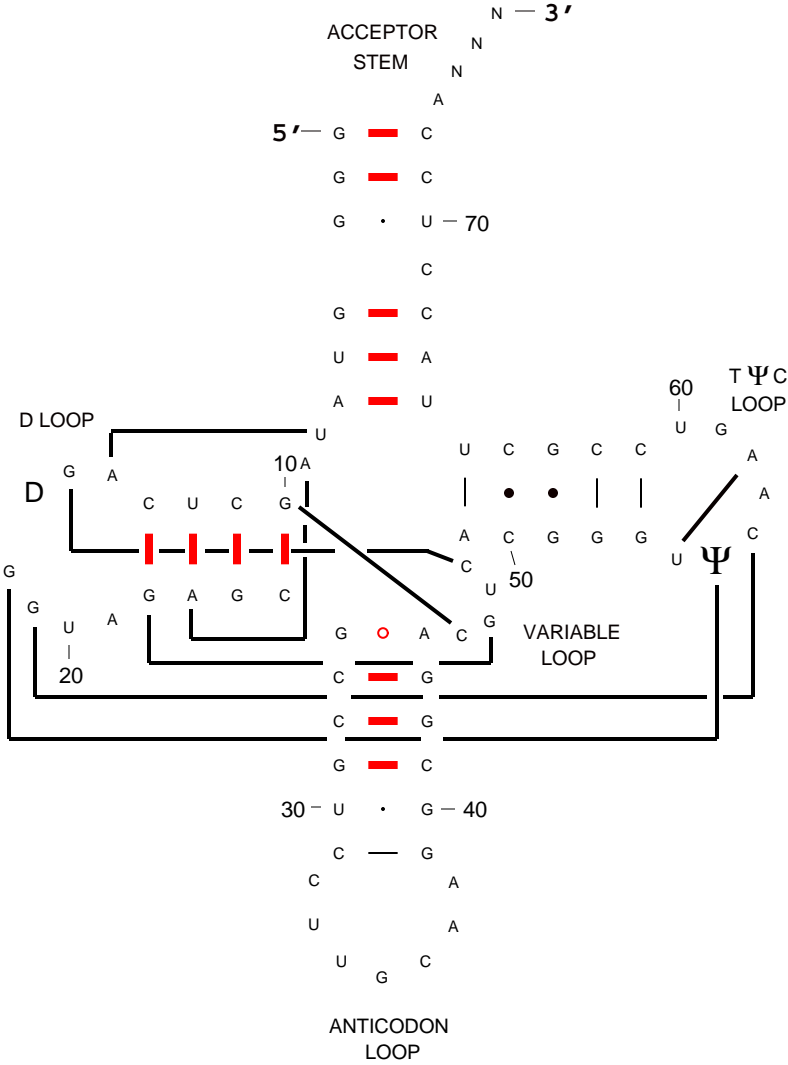 N — 3′
ACCEPTOR
STEM
N
N
A
5′ — G C
G C
G · U — 70
C
G C
U A
A U
60
T Ψ C
LOOP
D LOOP
U
U G
U C G C C
A
G A
10 A
D
C U C G
A
A C G G G
C
U Ψ
C
G
50
U
G A G C
G
A
U
G
G A C
VARIABLE
LOOP
20
C G
C G
G C
30 – U · G — 40
C — G
C A
U A
U C
G
ANTICODON
LOOP